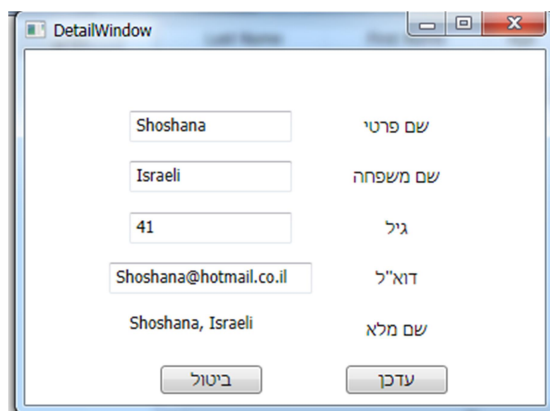 DetailWindow
שם פרטי Shoshana
שם משפחה Israeli
גיל 41
דוא"ל Shoshana@hotmail.co.il
שם מלא Shoshana, Israeli
עדכן ביטול